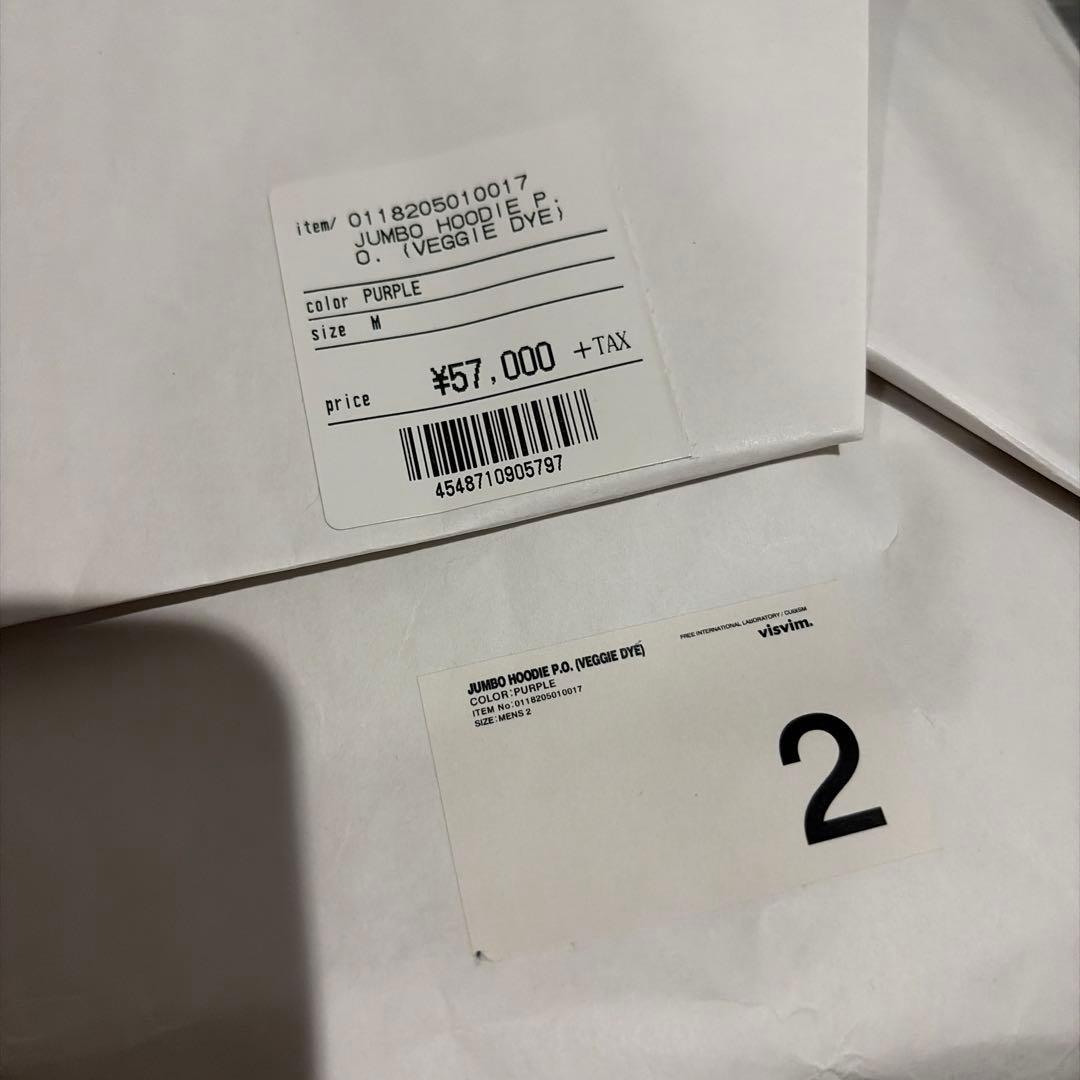 item/ 0118205010017
JUMBO HOODIE P.
O. (VEGGIE DYE)
color PURPLE
size M
price ¥57,000 +TAX
4548710905797
FREE INTERNATIONAL LABORATORY / CUBISM
visvim.
JUMBO HOODIE P.O. (VEGGIE DYE)
COLOR:PURPLE
ITEM No:0118205010017
SIZE:MENS 2
2